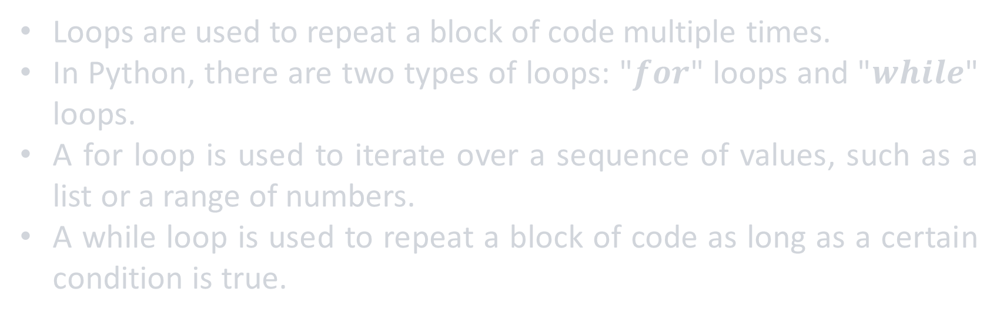 • Loops are used to repeat a block of code multiple times.
• In Python, there are two types of loops: "for" loops and "while"
loops.
• A for loop is used to iterate over a sequence of values, such as a
list or a range of numbers.
• A while loop is used to repeat a block of code as long as a certain
condition is true.